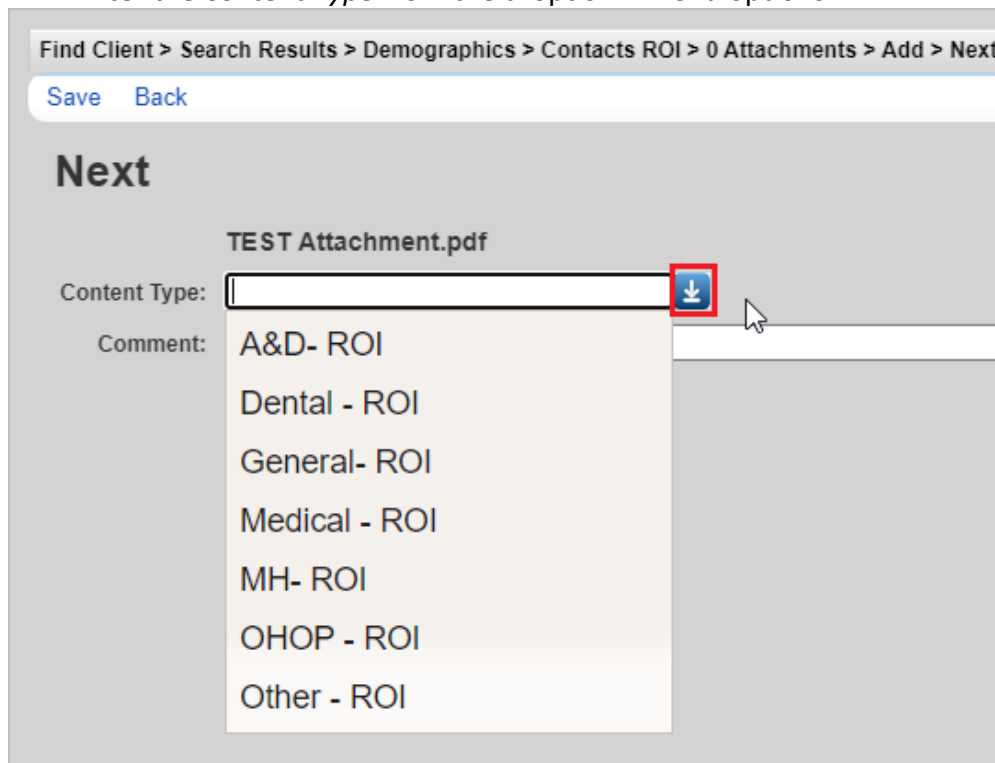 Find Client > Search Results > Demographics > Contacts ROI > 0 Attachments > Add > Next
Save Back
Next
TEST Attachment.pdf
Content Type:
Comment:
A&D- ROI
Dental - ROI
General- ROI
Medical - ROI
MH- ROI
OHOP - ROI
Other - ROI